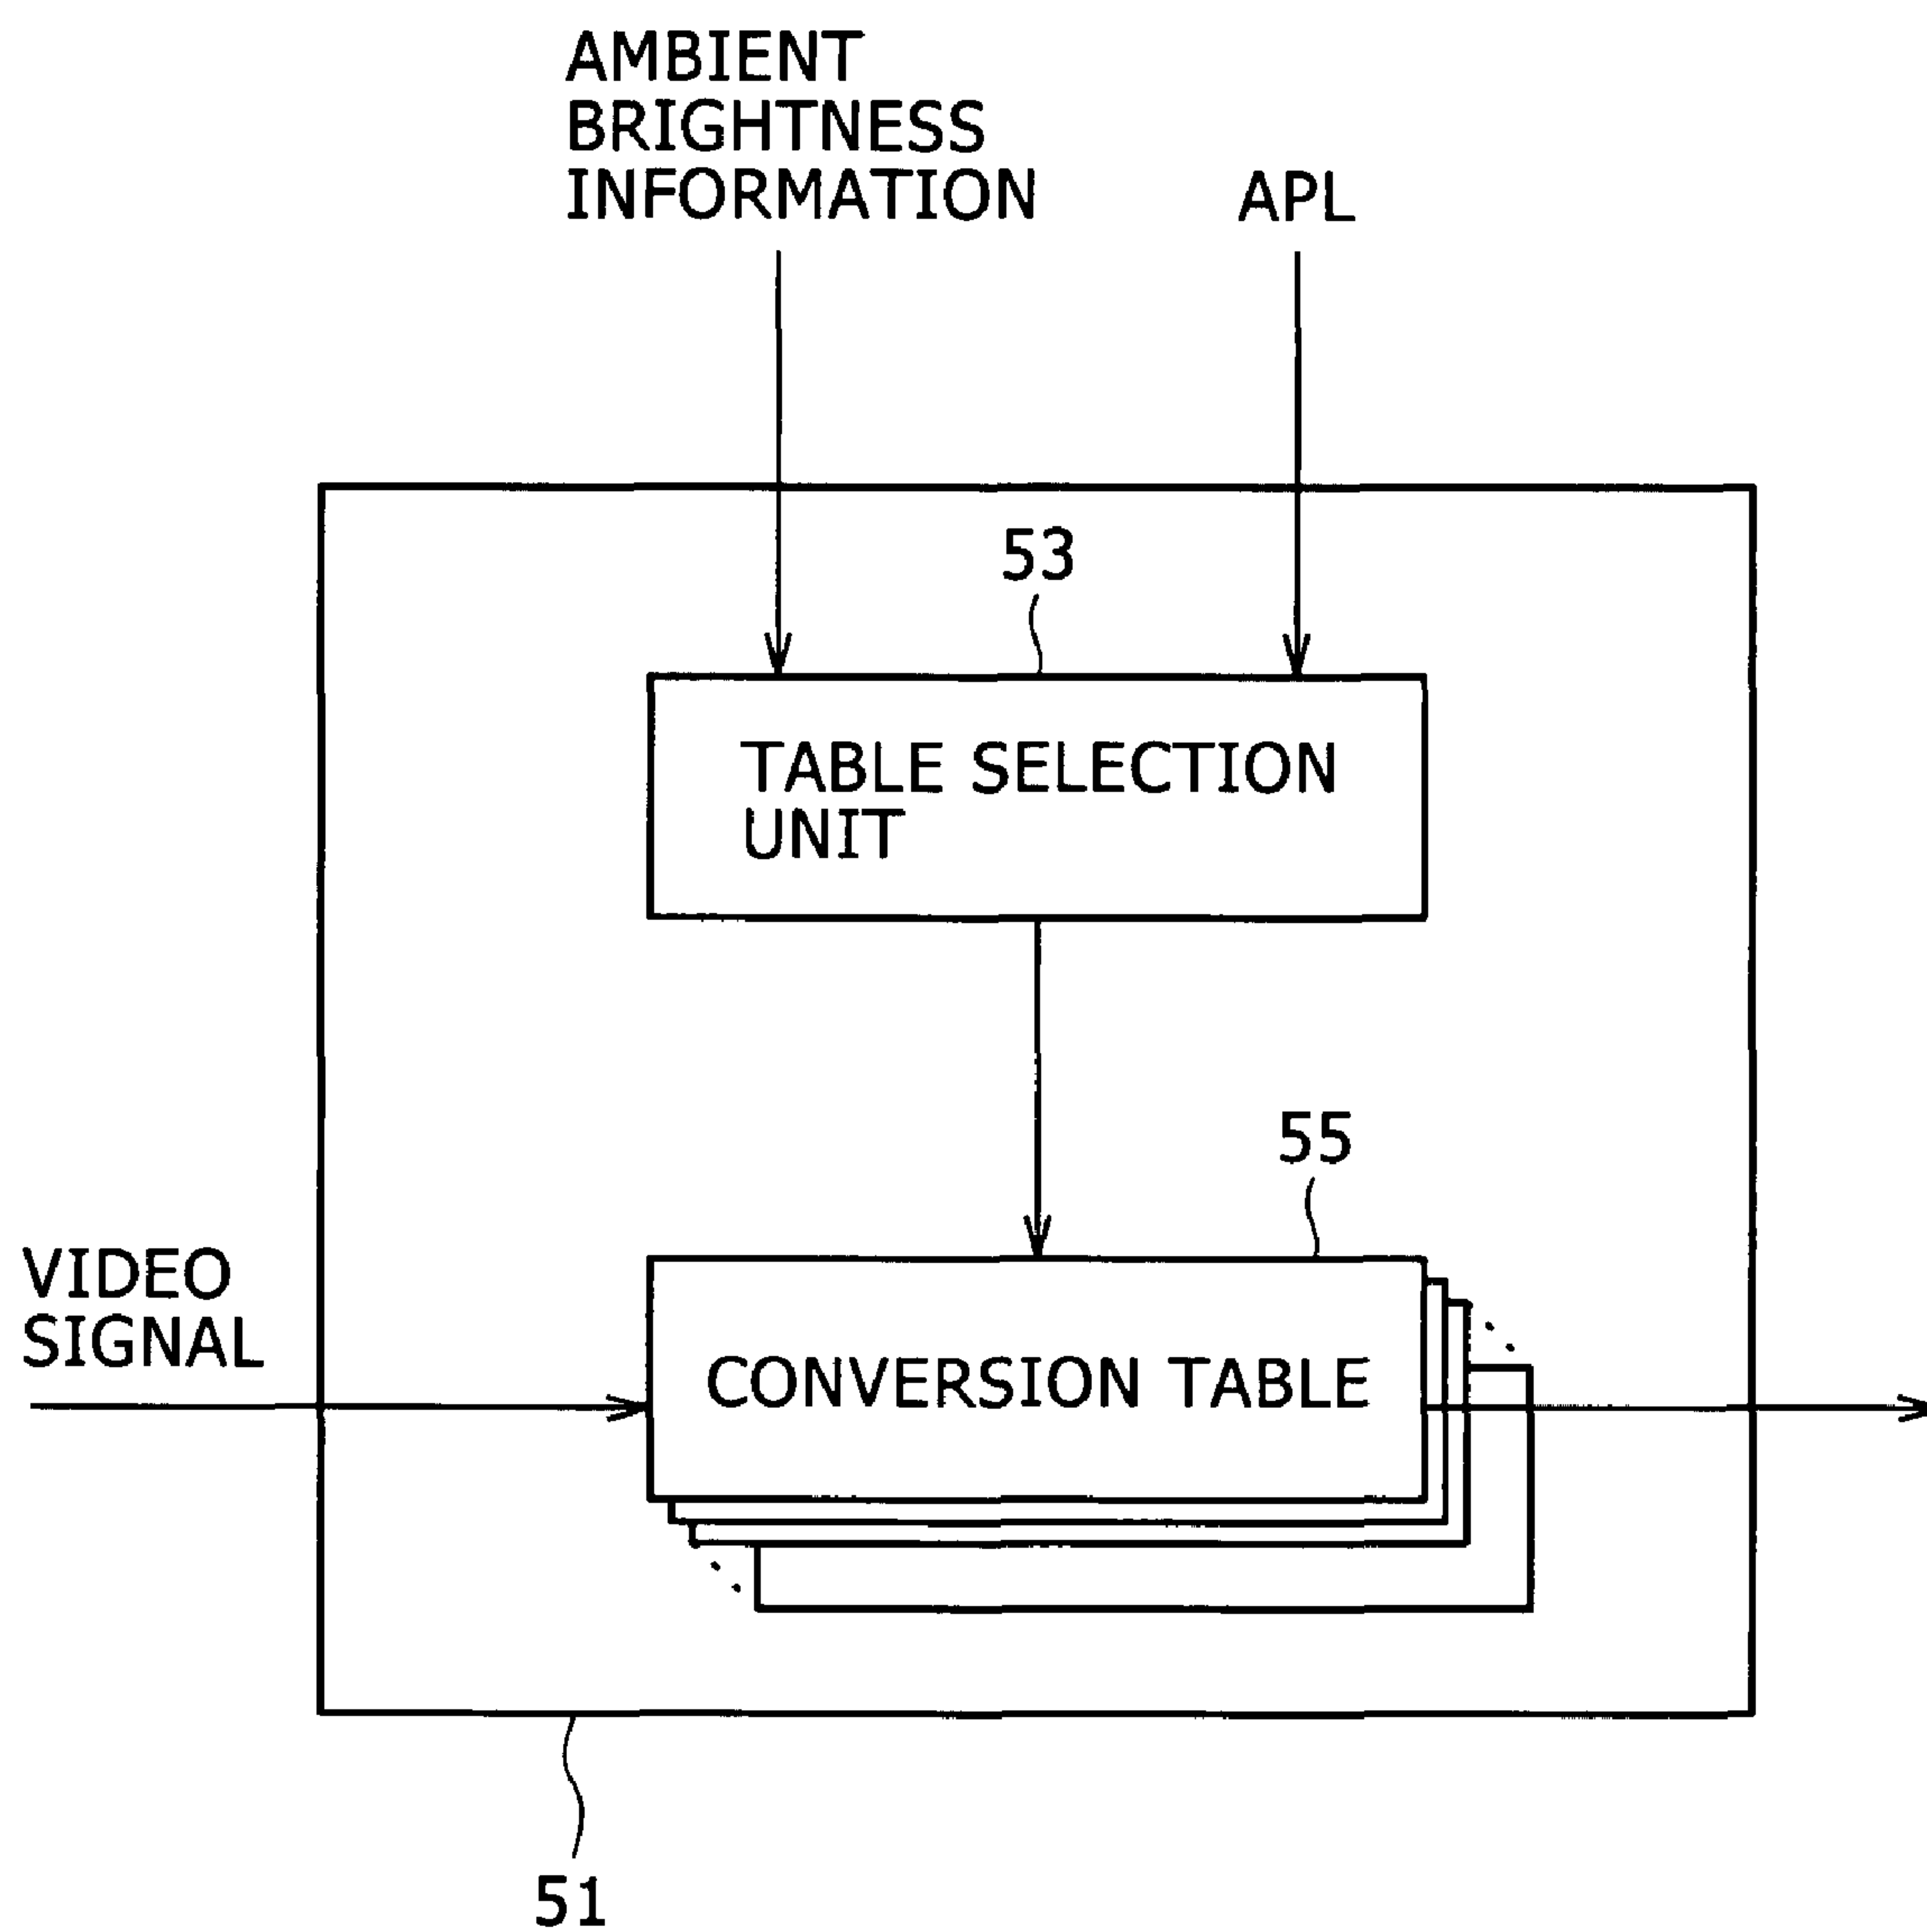 AMBIENT
BRIGHTNESS
INFORMATION
APL
53
TABLE SELECTION
UNIT
55
VIDEO
SIGNAL
CONVERSION TABLE
51